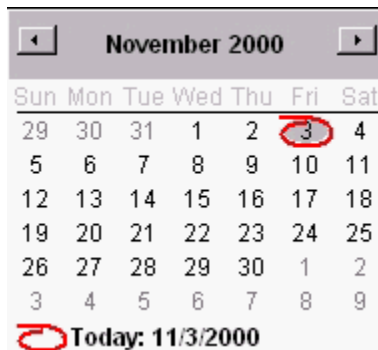 November 2000
Sun Mon Tue Wed Thu Fri Sat
29 30 31 1 2 3 4
5 6 7 8 9 10 11
12 13 14 15 16 17 18
19 20 21 22 23 24 25
26 27 28 29 30 1 2
3 4 5 6 7 8 9
Today: 11/3/2000